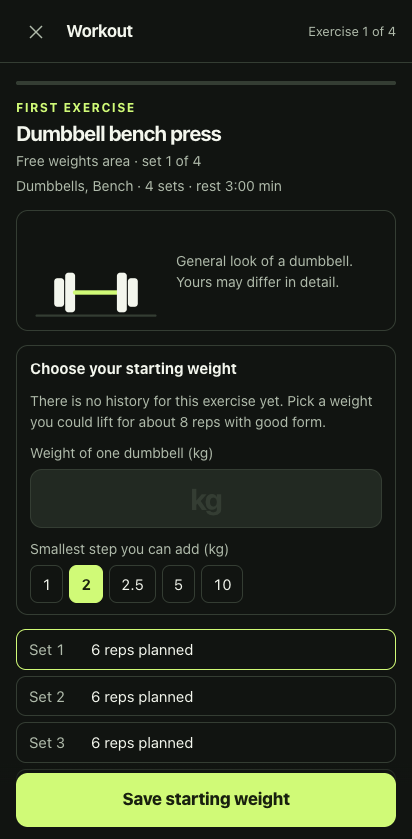 Workout
Exercise 1 of 4
FIRST EXERCISE
Dumbbell bench press
Free weights area · set 1 of 4
Dumbbells, Bench · 4 sets · rest 3:00 min
General look of a dumbbell.
Yours may differ in detail.
Choose your starting weight
There is no history for this exercise yet. Pick a weight
you could lift for about 8 reps with good form.
Weight of one dumbbell (kg)
kg
Smallest step you can add (kg)
1 2 2.5 5 10
Set 1 6 reps planned
Set 2 6 reps planned
Set 3 6 reps planned
Save starting weight